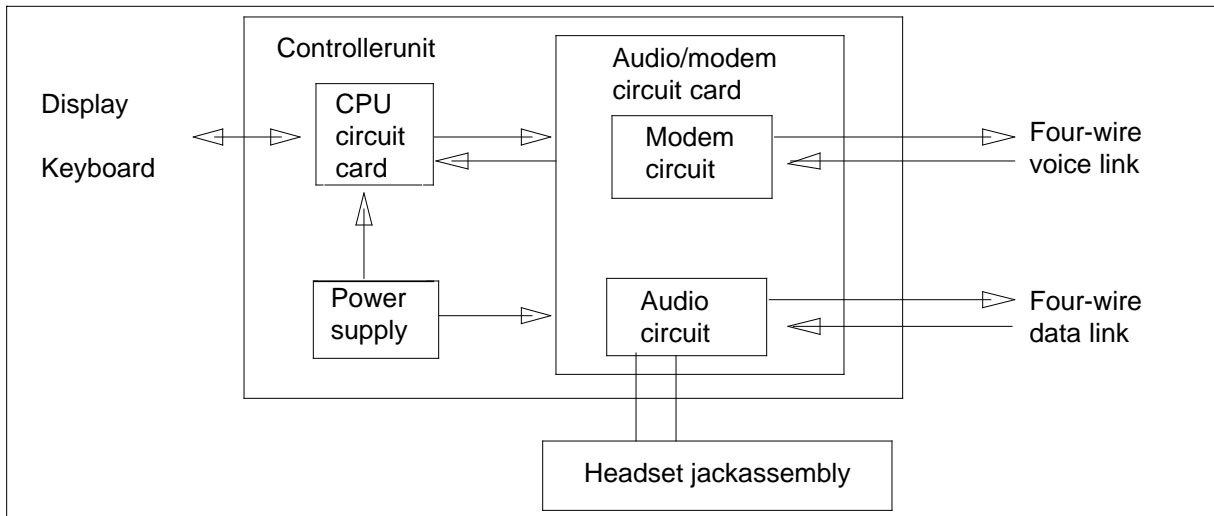 Controllerunit
Display
Keyboard
CPU
circuit
card
Power
supply
Audio/modem
circuit card
Modem
circuit
Audio
circuit
Four-wire
voice link
Four-wire
data link
Headset jackassembly